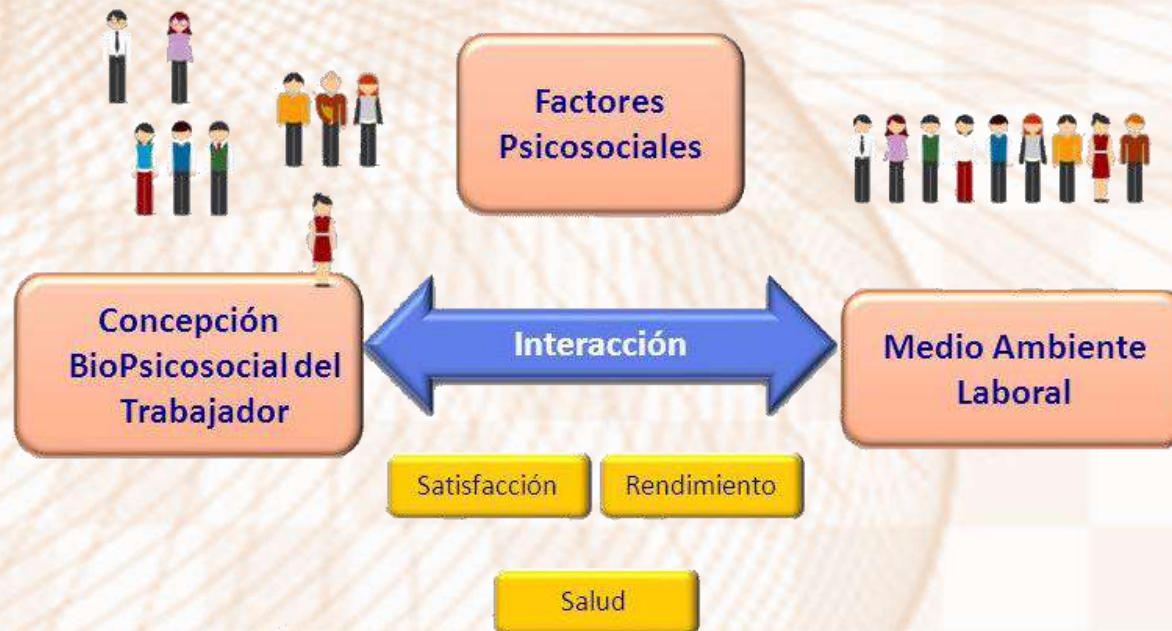 Factores
Psicosociales
Concepción
BioPsicosocial del
Trabajador
Interacción
Medio Ambiente
Laboral
Satisfacción
Rendimiento
Salud